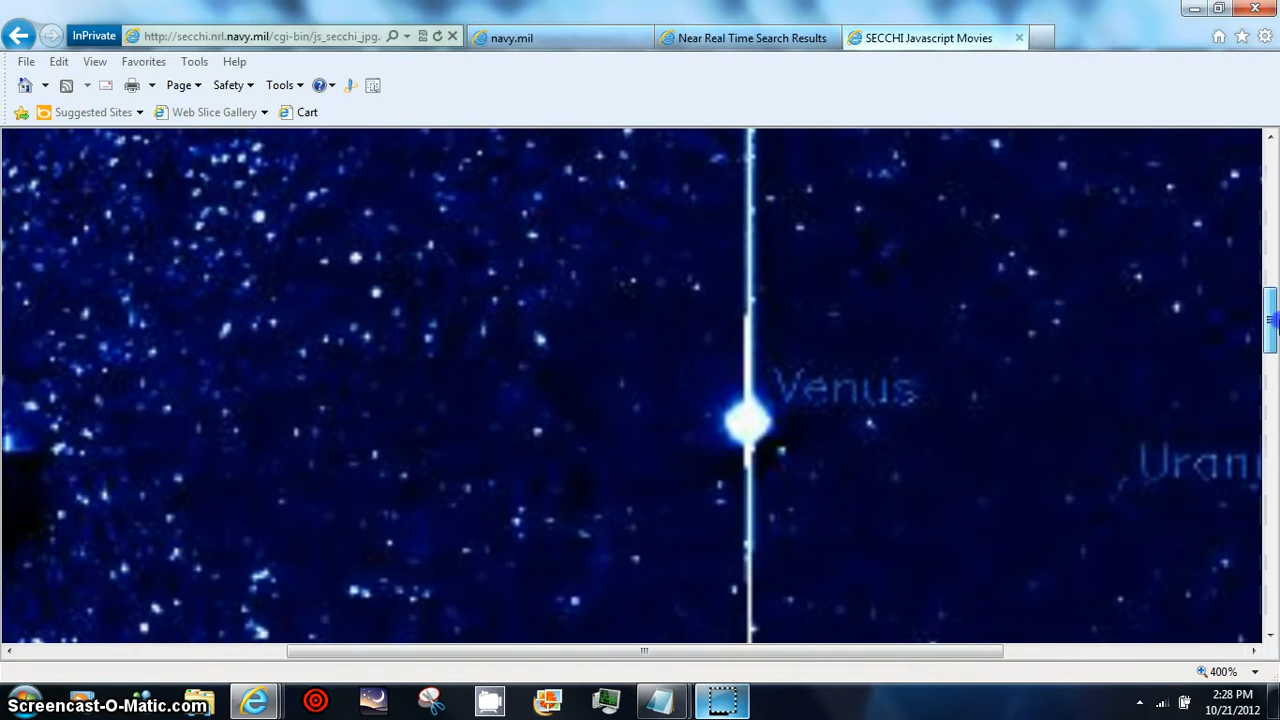 InPrivate
http://secchi.nrl.navy.mil/cgi-bin/js_secchi_jpg.
navy.mil
Near Real Time Search Results
SECCHI Javascript Movies
File Edit View Favorites Tools Help
Page Safety Tools
Suggested Sites Web Slice Gallery Cart
Venus
400%
2:28 PM
10/21/2012
Screencast-O-Matic.com